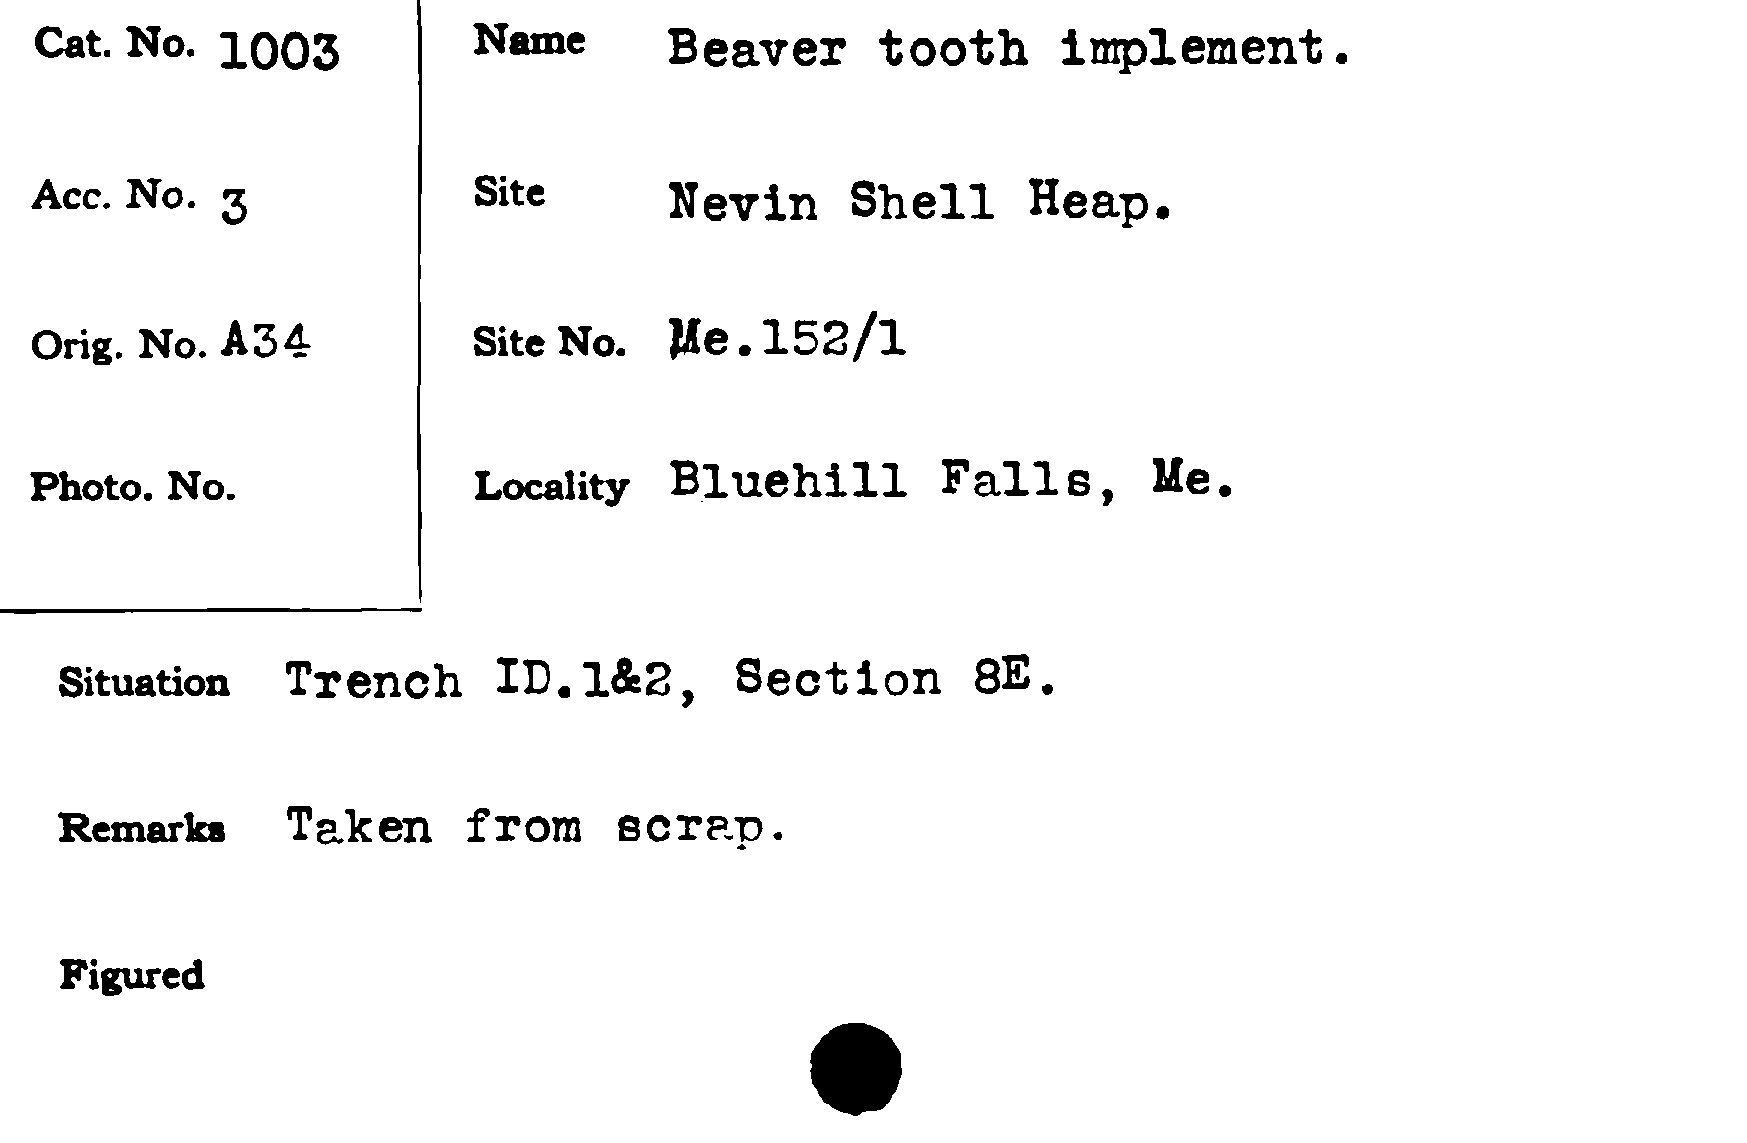 Cat. No. 1003
Name Beaver tooth implement.
Acc. No. 3
Site Nevin Shell Heap.
Orig. No. A34
Site No. Me.152/1
Photo. No.
Locality Bluehill Falls, Me.
Situation Trench ID.1&2, Section 8E.
Remarks Taken from scrap.
Figured